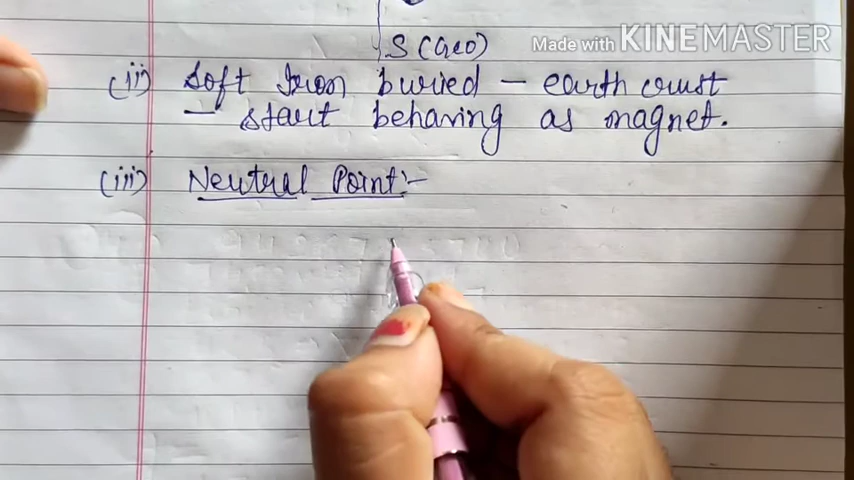 S (Geo)
Made with KINEMASTER
(ii) Soft Iron buried - earth crust
- start behaving as magnet.
(iii) Neutral Point:-